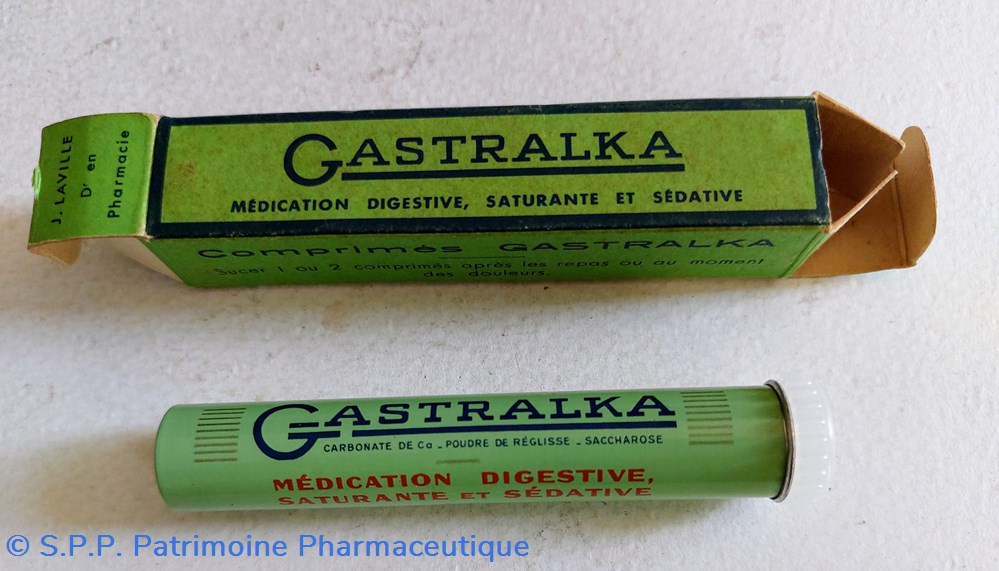 J. LAVILLE
Dr en
Pharmacie
GASTRALKA
MÉDICATION DIGESTIVE, SATURANTE ET SÉDATIVE
Comprimés GASTRALKA
Sucer 1 ou 2 comprimés après les repas ou au moment
des douleurs.
GASTRALKA
CARBONATE DE Ca - POUDRE DE RÉGLISSE - SACCHAROSE
MÉDICATION DIGESTIVE,
SATURANTE ET SÉDATIVE
© S.P.P. Patrimoine Pharmaceutique